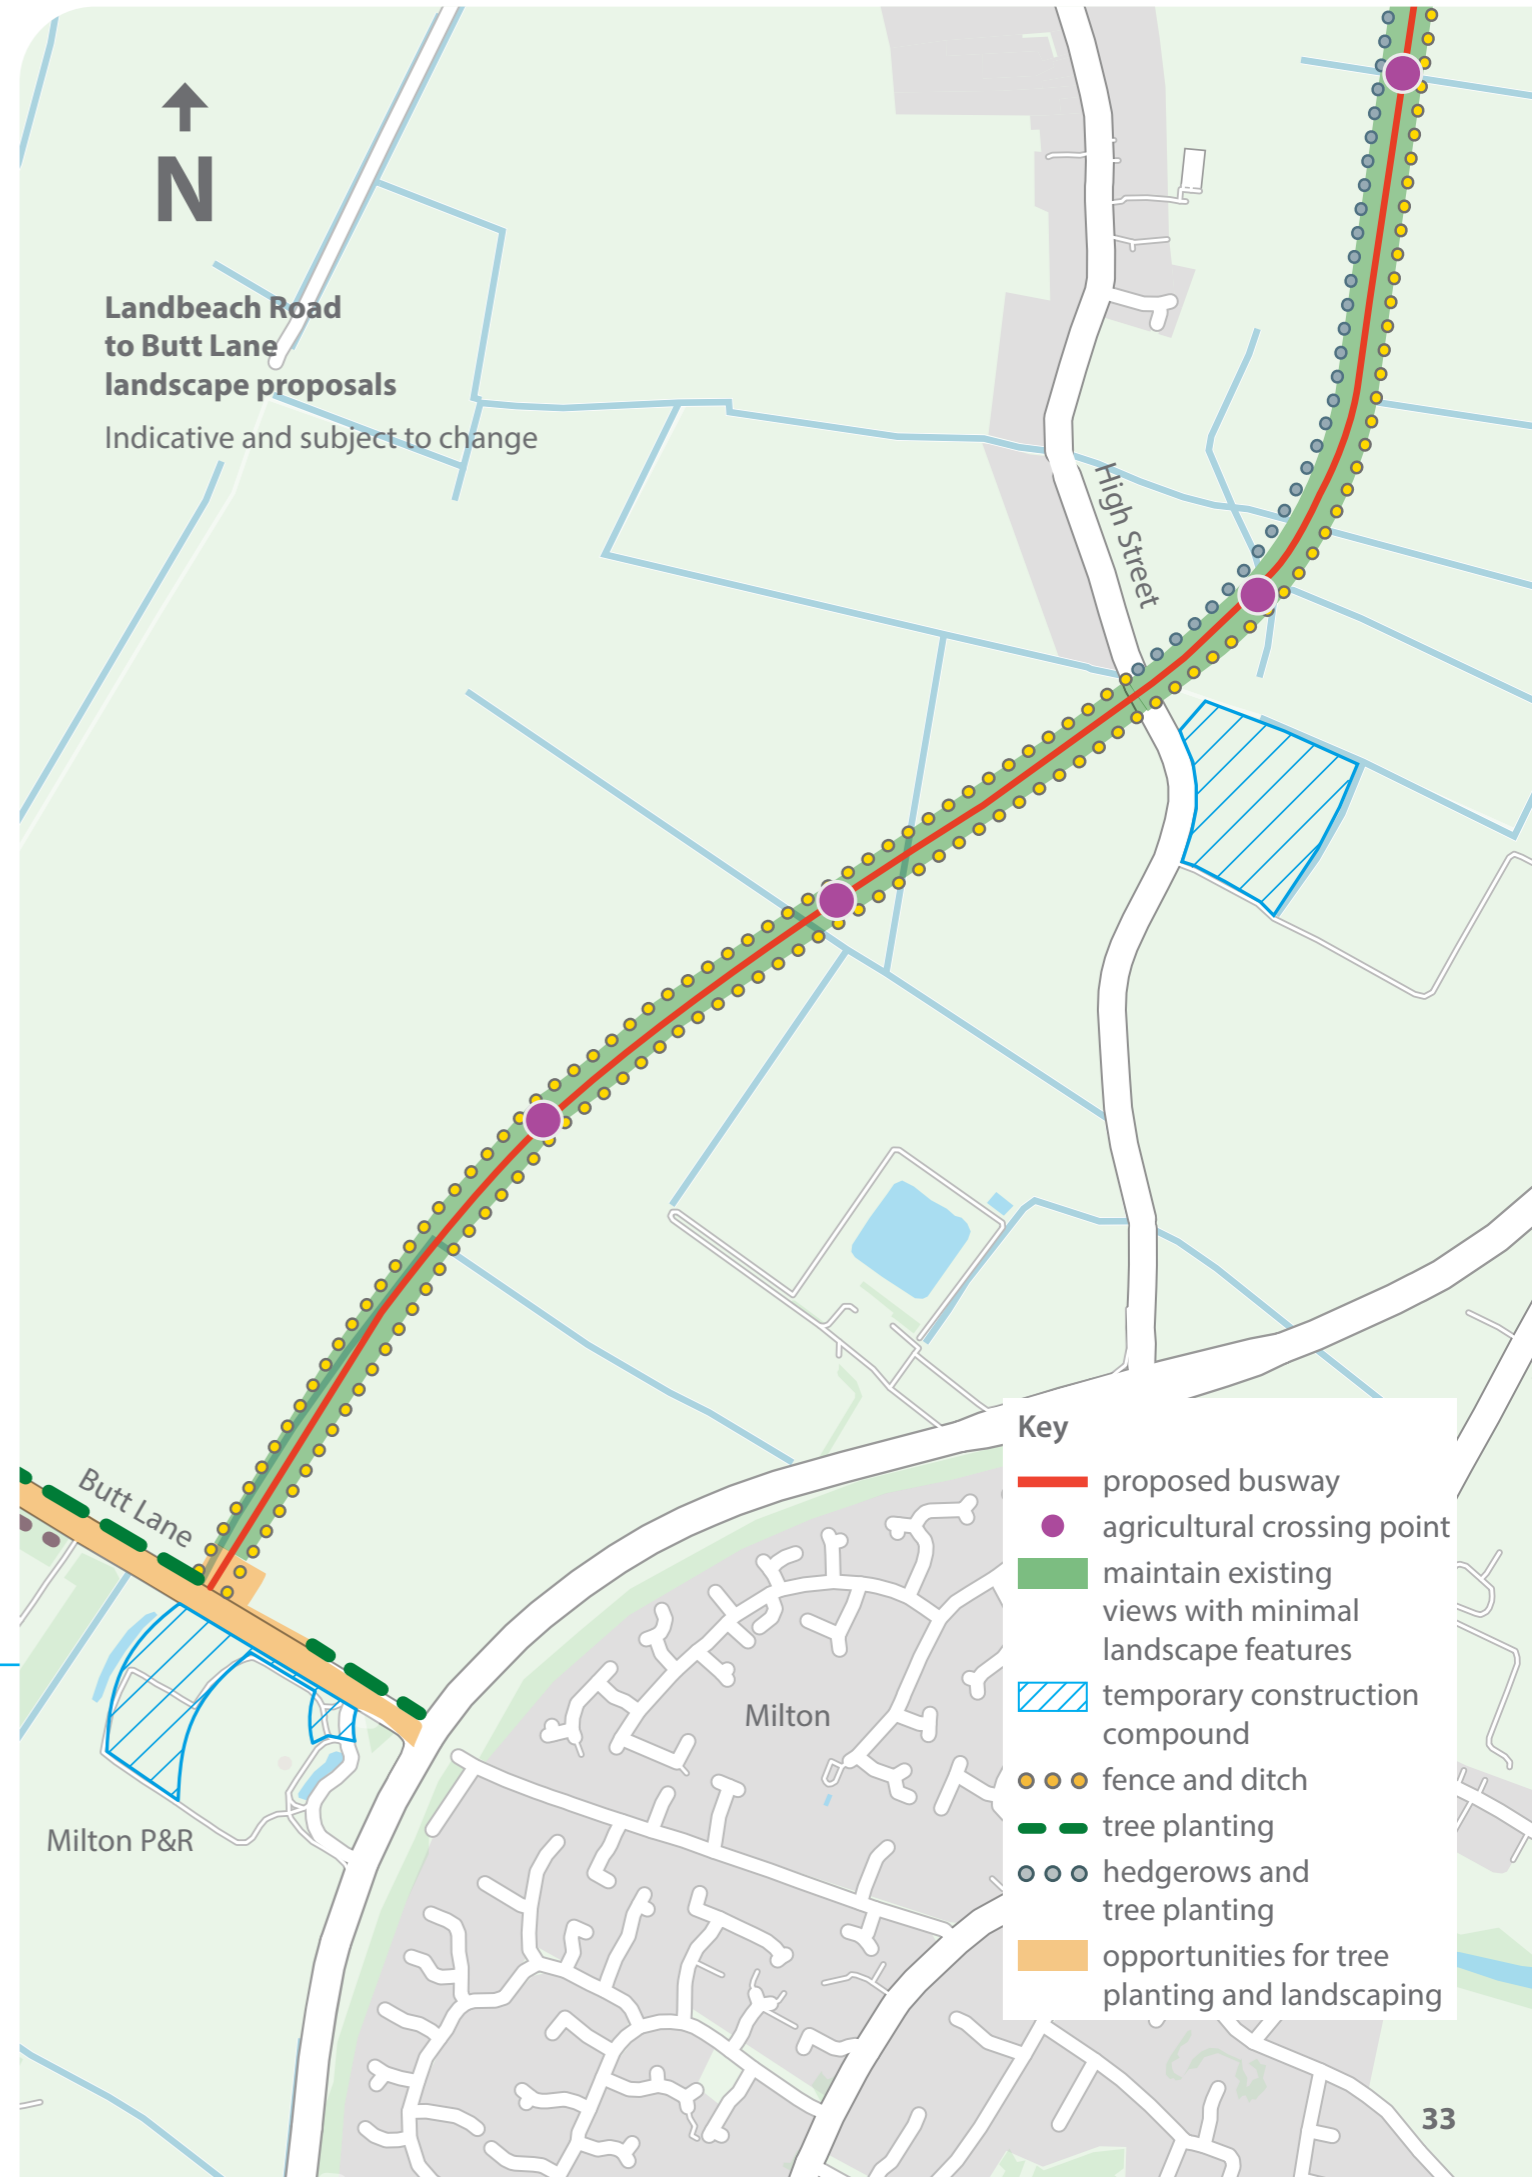 N
Landbeach Road
to Butt Lane
landscape proposals
Indicative and subject to change
High Street
Butt Lane
Milton P&R
Milton
Key
proposed busway
agricultural crossing point
maintain existing
views with minimal
landscape features
temporary construction
compound
fence and ditch
tree planting
hedgerows and
tree planting
opportunities for tree
planting and landscaping
33